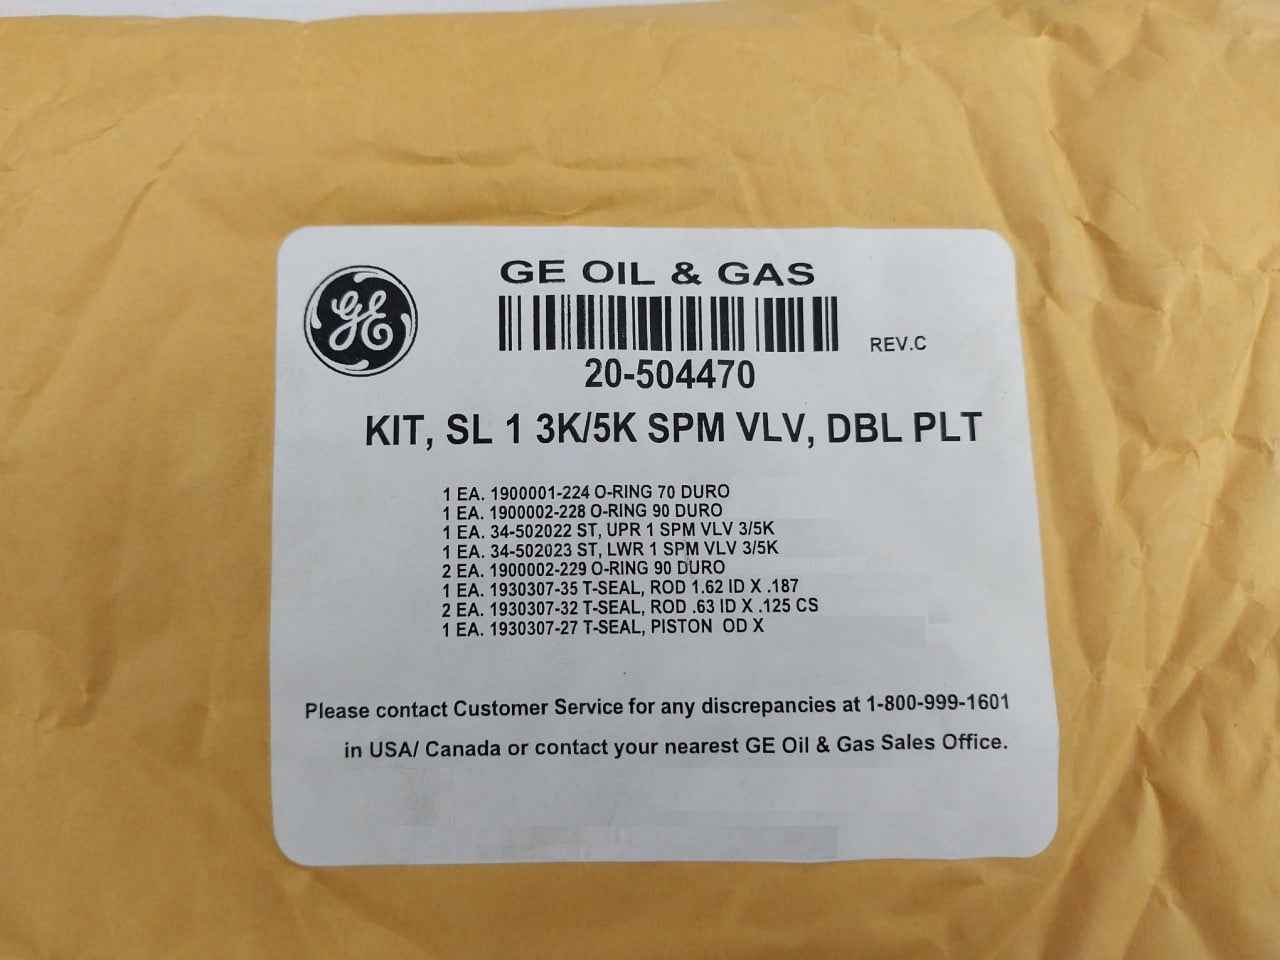 GE
GE OIL & GAS
REV.C
20-504470
KIT, SL 1 3K/5K SPM VLV, DBL PLT
1 EA. 1900001-224 O-RING 70 DURO
1 EA. 1900002-228 O-RING 90 DURO
1 EA. 34-502022 ST, UPR 1 SPM VLV 3/5K
1 EA. 34-502023 ST, LWR 1 SPM VLV 3/5K
2 EA. 1900002-229 O-RING 90 DURO
1 EA. 1930307-35 T-SEAL, ROD 1.62 ID X .187
2 EA. 1930307-32 T-SEAL, ROD .63 ID X .125 CS
1 EA. 1930307-27 T-SEAL, PISTON OD X
Please contact Customer Service for any discrepancies at 1-800-999-1601
in USA/ Canada or contact your nearest GE Oil & Gas Sales Office.